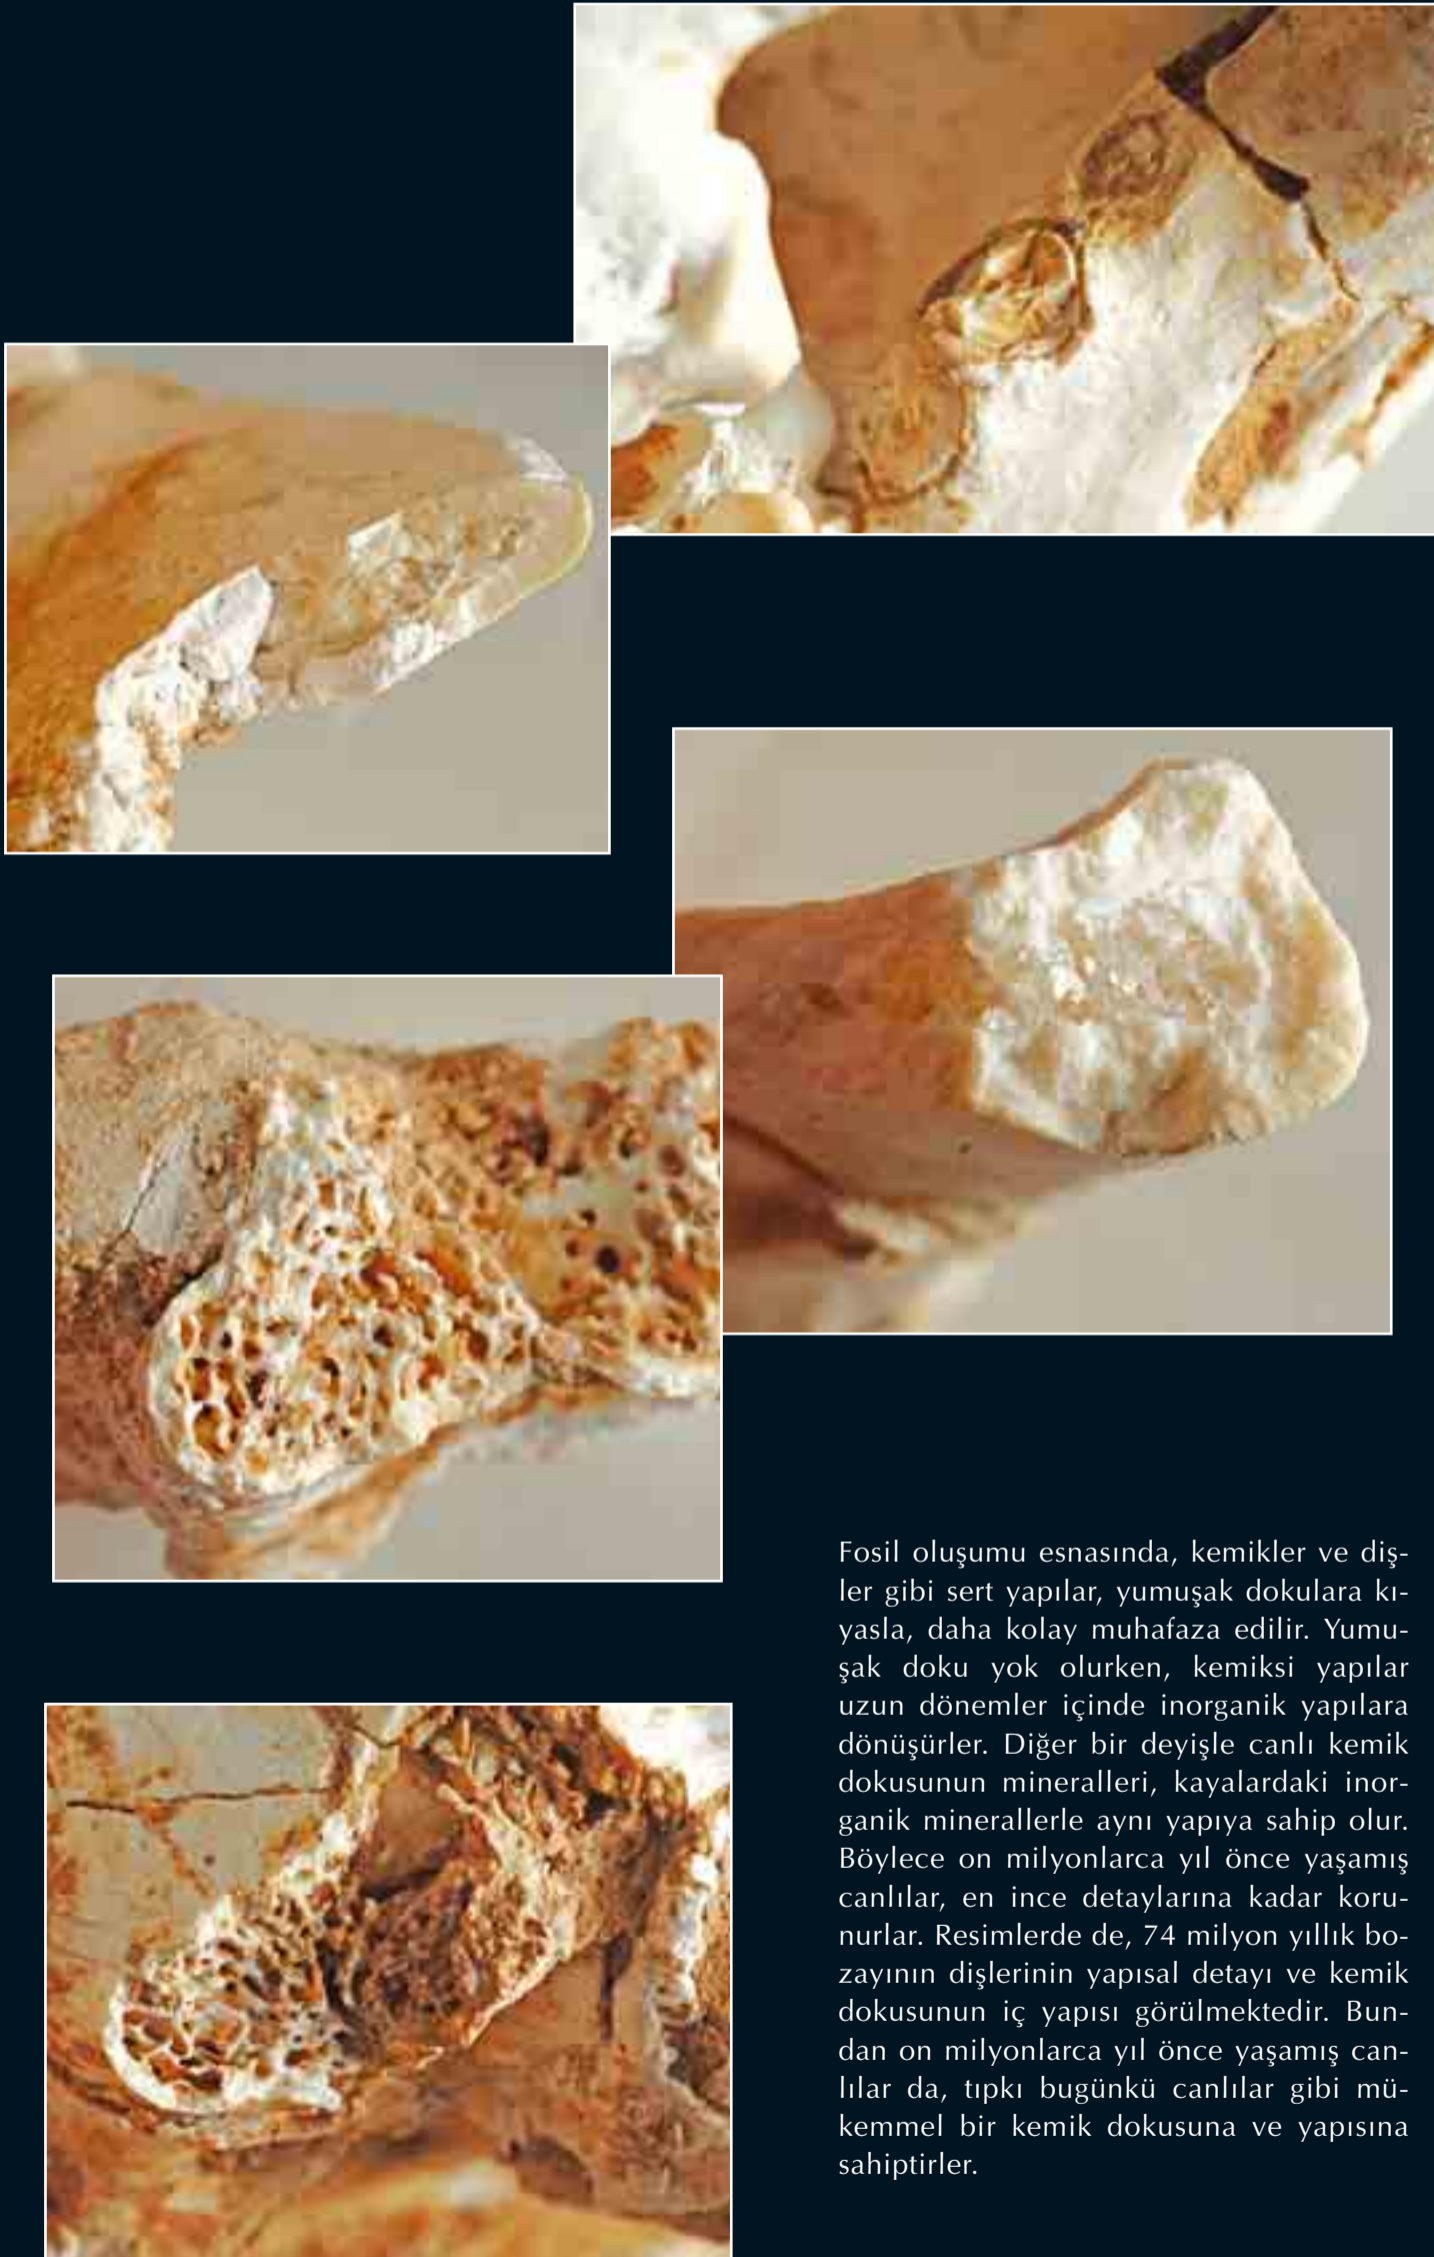 Fosil oluşumu esnasında, kemikler ve diş-
ler gibi sert yapılar, yumuşak dokulara kı-
yasla, daha kolay muhafaza edilir. Yumu-
şak doku yok olurken, kemiksi yapılar
uzun dönemler içinde inorganik yapılara
dönüşürler. Diğer bir deyişle canlı kemik
dokusunun mineralleri, kayalardaki inor-
ganik minerallerle aynı yapıya sahip olur.
Böylece on milyonlarca yıl önce yaşamış
canlılar, en ince detaylarına kadar koru-
nurlar. Resimlerde de, 74 milyon yıllık bo-
zayının dişlerinin yapısal detayı ve kemik
dokusunun iç yapısı görülmektedir. Bun-
dan on milyonlarca yıl önce yaşamış can-
lılar da, tıpkı bugünkü canlılar gibi mü-
kemmel bir kemik dokusuna ve yapısına
sahiptirler.